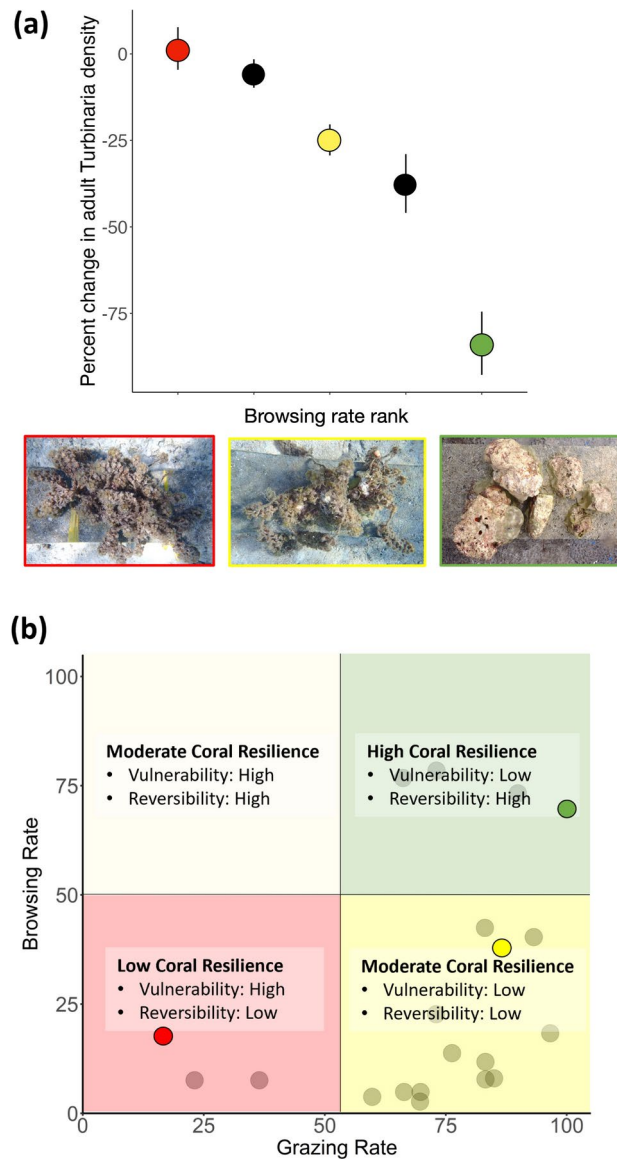 (a)
Percent change in adult Turbinaria density
0
-25
-50
-75
Browsing rate rank
(b)
Browsing Rate
100
75
50
25
0
Moderate Coral Resilience
• Vulnerability: High
• Reversibility: High
High Coral Resilience
• Vulnerability: Low
• Reversibility: High
Low Coral Resilience
• Vulnerability: High
• Reversibility: Low
Moderate Coral Resilience
• Vulnerability: Low
• Reversibility: Low
0
25
50
75
100
Grazing Rate